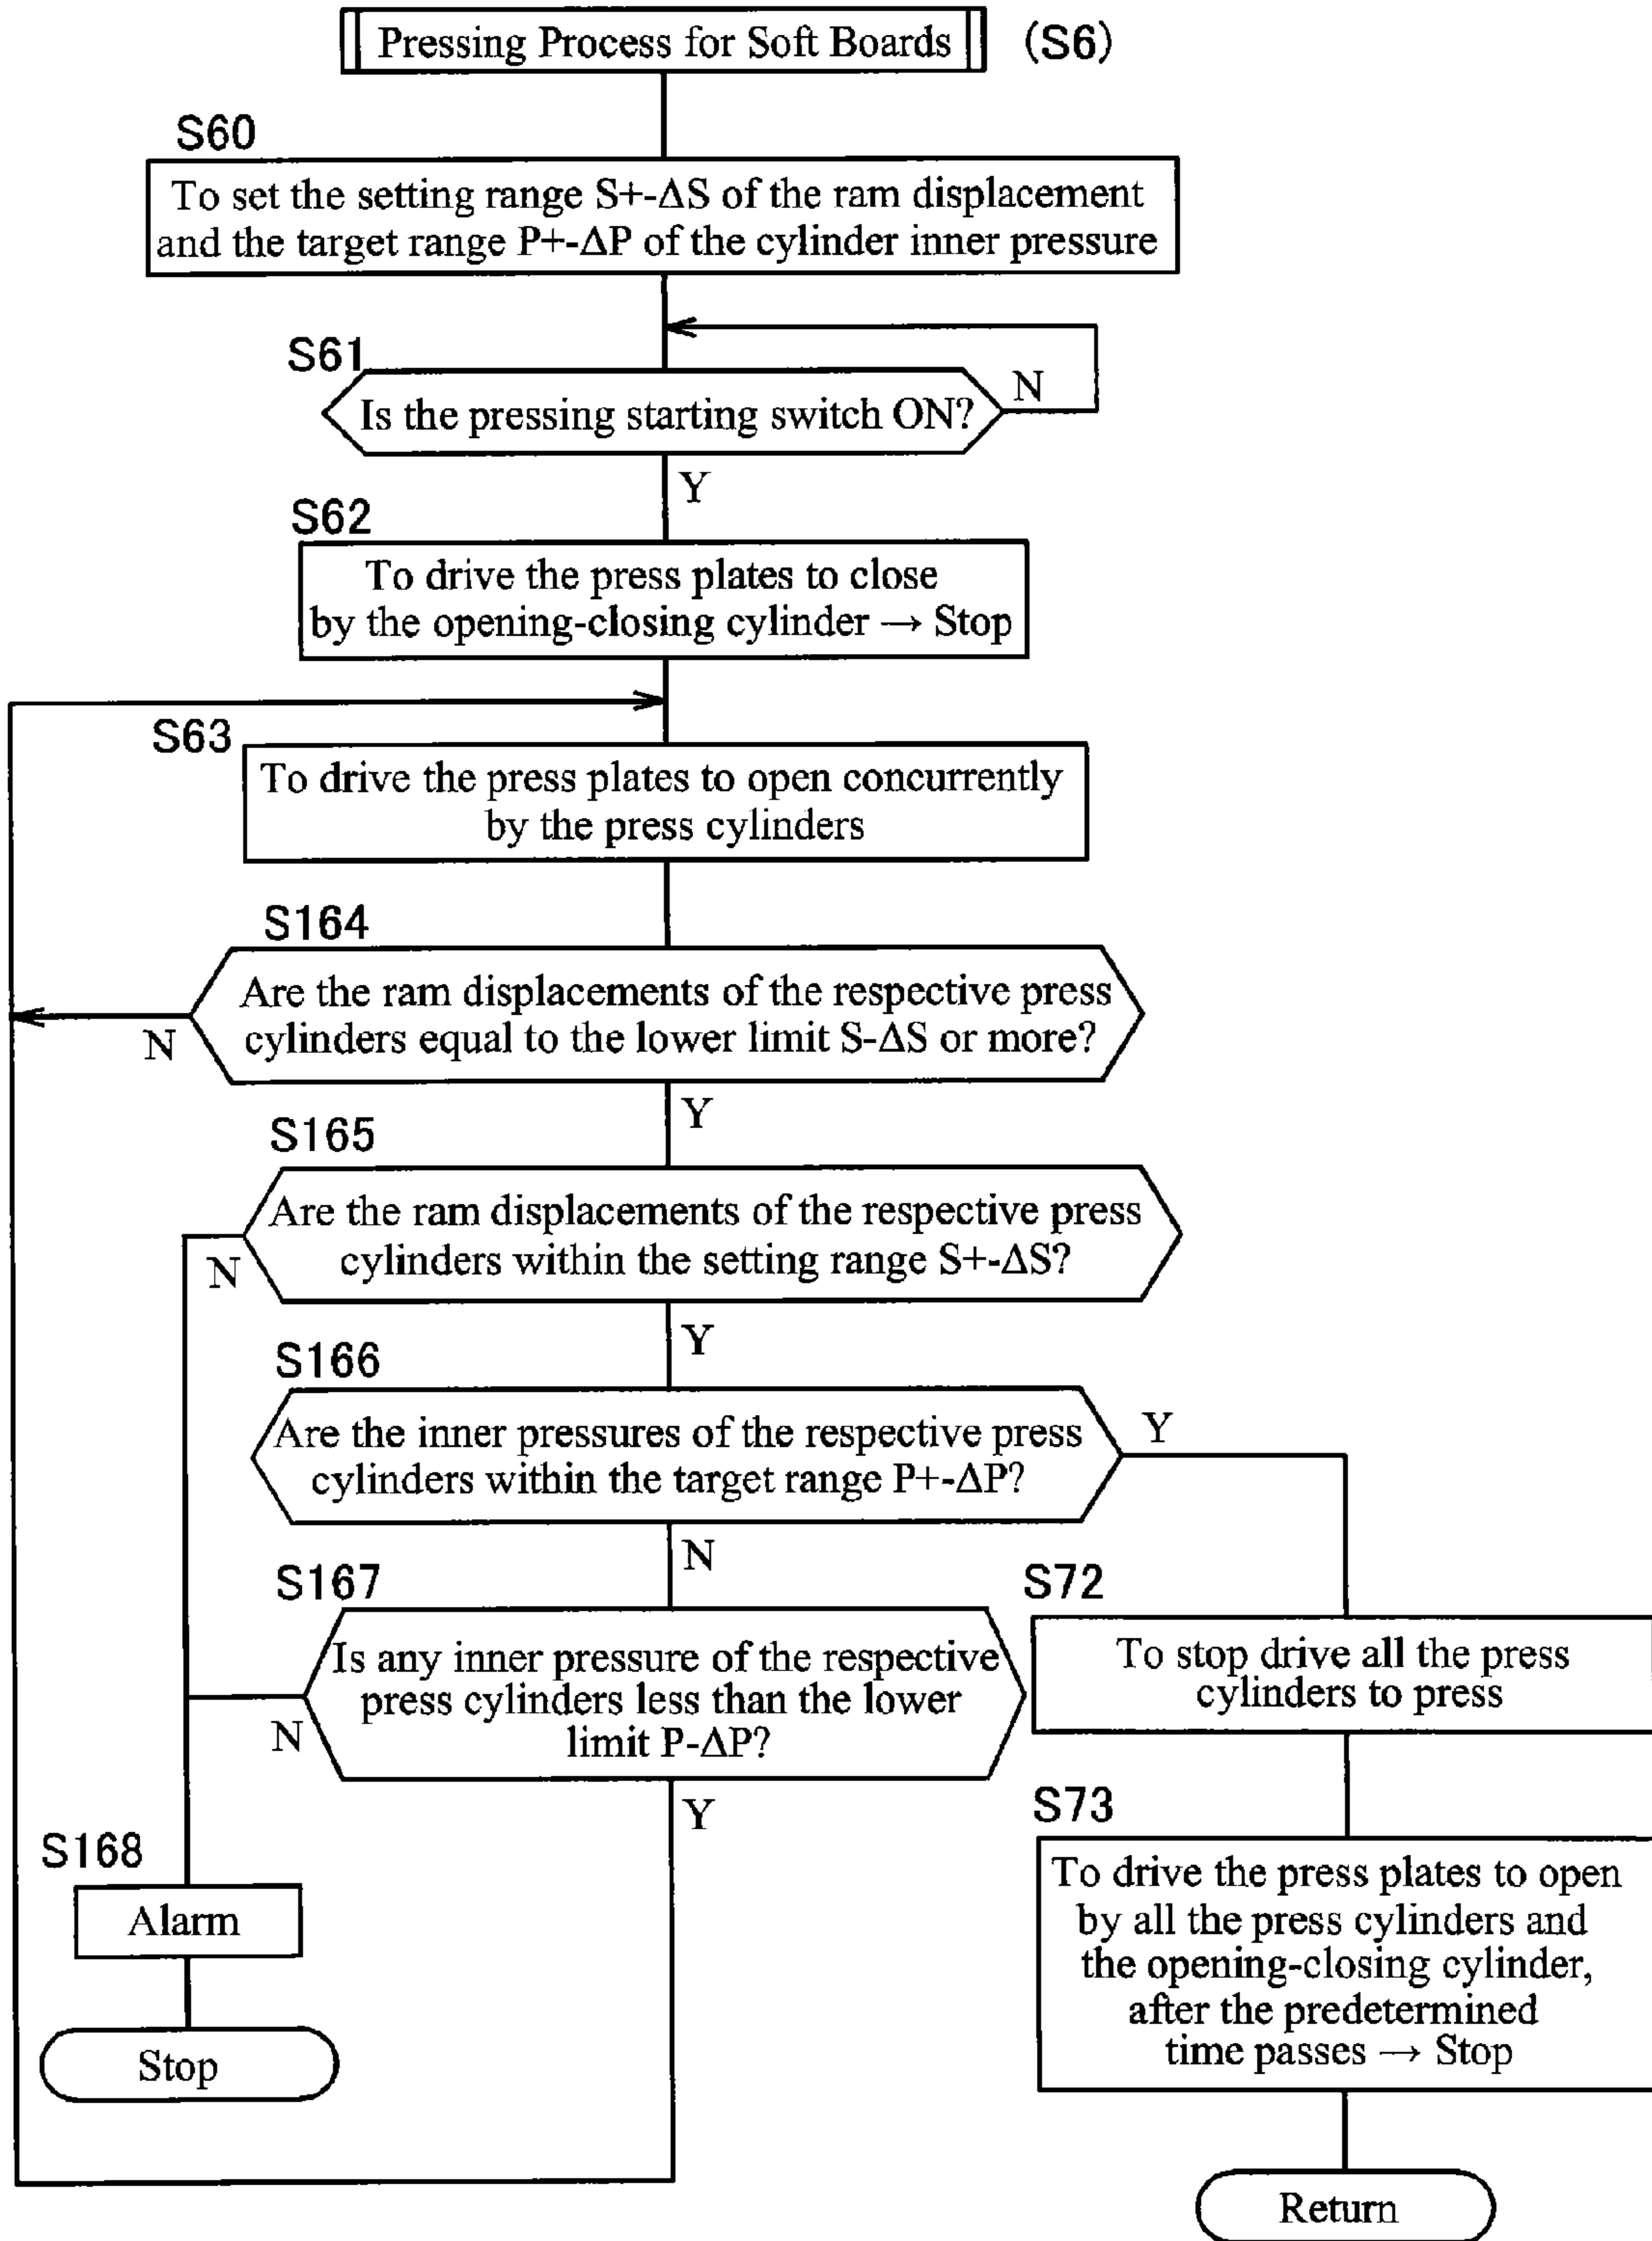 Pressing Process for Soft Boards (S6)
S60
To set the setting range S+-ΔS of the ram displacement
and the target range P+-ΔP of the cylinder inner pressure
S61
Is the pressing starting switch ON?
N
Y
S62
To drive the press plates to close
by the opening-closing cylinder → Stop
S63
To drive the press plates to open concurrently
by the press cylinders
S164
Are the ram displacements of the respective press
cylinders equal to the lower limit S-ΔS or more?
N
Y
S165
Are the ram displacements of the respective press
cylinders within the setting range S+-ΔS?
N
Y
S166
Are the inner pressures of the respective press
cylinders within the target range P+-ΔP?
Y
N
S167
Is any inner pressure of the respective
press cylinders less than the lower
limit P-ΔP?
N
Y
S168
Alarm
Stop
S72
To stop drive all the press
cylinders to press
S73
To drive the press plates to open
by all the press cylinders and
the opening-closing cylinder,
after the predetermined
time passes → Stop
Return